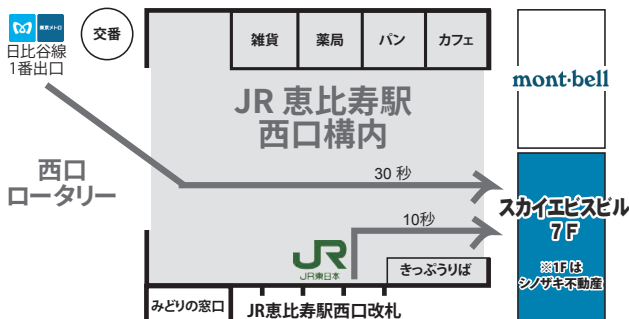 東京メトロ
日比谷線
1番出口
交番
雑貨
薬局
パン
カフェ
mont·bell
JR 恵比寿駅
西口構内
西口
ロータリー
30 秒
10秒
スカイエビスビル
7F
※1F は
シノザキ不動産
JR
JR東日本
きっぷうりば
みどりの窓口
JR恵比寿駅西口改札